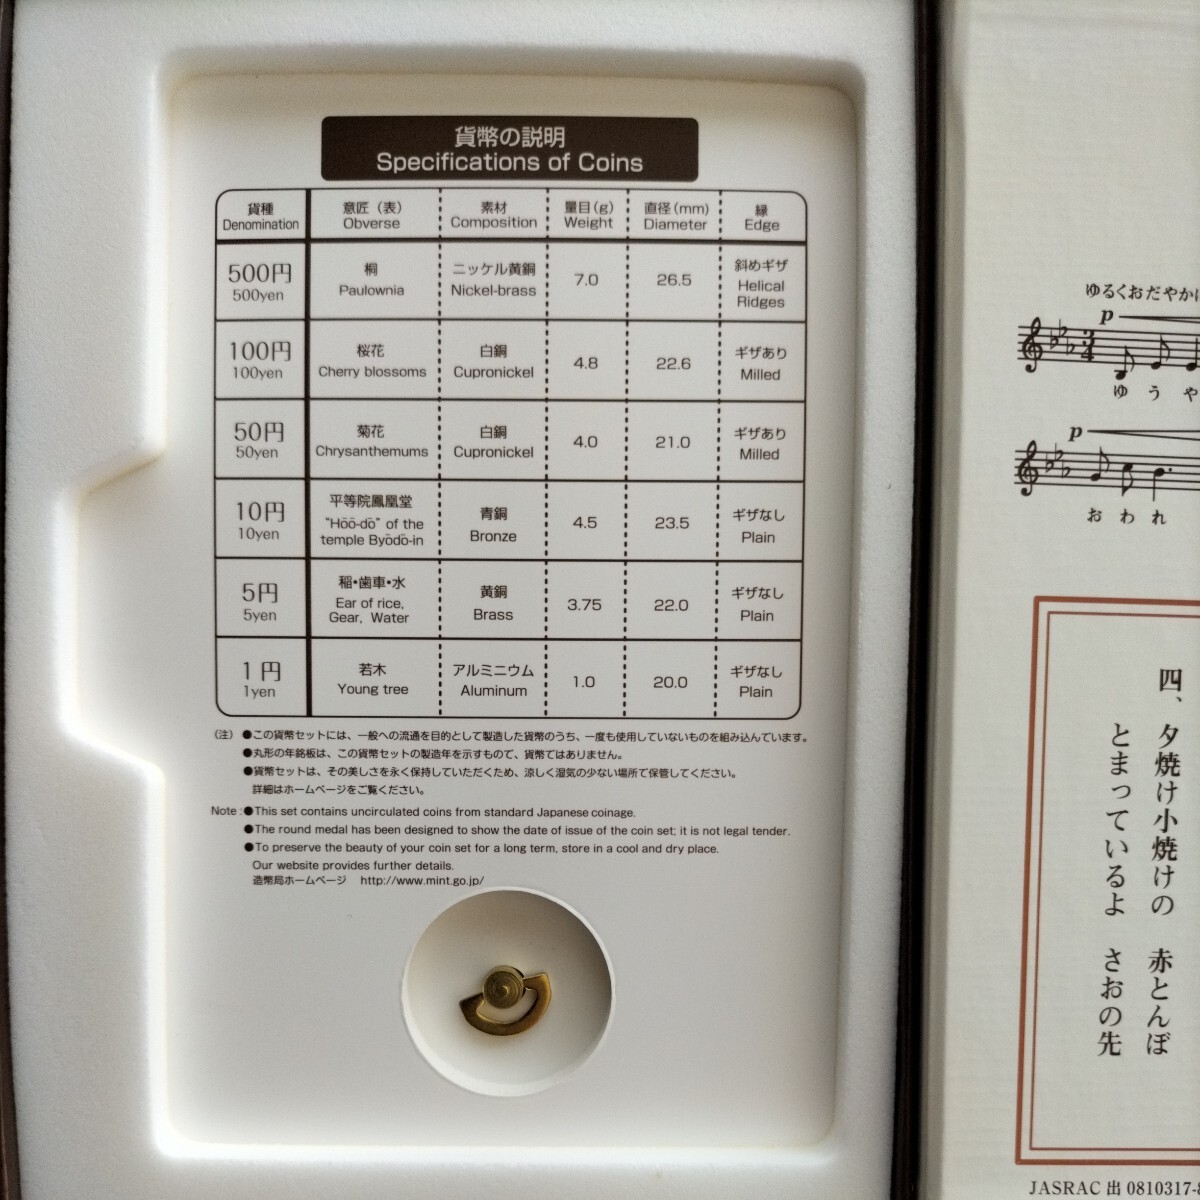 貨幣の説明
Specifications of Coins
貨種 意匠（表） 素材 量目(g) 直径(mm) 縁
Denomination Obverse Composition Weight Diameter Edge
500円 桐 ニッケル黄銅 7.0 26.5 斜めギザ
500yen Paulownia Nickel-brass Helical
Ridges
100円 桜花 白銅 4.8 22.6 ギザあり
100yen Cherry blossoms Cupronickel Milled
50円 菊花 白銅 4.0 21.0 ギザあり
50yen Chrysanthemums Cupronickel Milled
10円 平等院鳳凰堂 青銅 4.5 23.5 ギザなし
10yen "Hōō-dō" of the Bronze Plain
temple Byōdō-in
5円 稲・歯車・水 黄銅 3.75 22.0 ギザなし
5yen Ear of rice, Brass Plain
Gear, Water
1円 若木 アルミニウム 1.0 20.0 ギザなし
1yen Young tree Aluminum Plain
（注）●この貨幣セットには、一般への流通を目的として製造した貨幣のうち、一度も使用していないものを組み込んでいます。
●丸形の年銘板は、この貨幣セットの製造年を示すもので、貨幣ではありません。
●貨幣セットは、その美しさを永く保持していただくため、涼しく湿気の少ない場所で保管してください。
詳細はホームページをご覧ください。
Note :●This set contains uncirculated coins from standard Japanese coinage.
●The round medal has been designed to show the date of issue of the coin set; it is not legal tender.
●To preserve the beauty of your coin set for a long term, store in a cool and dry place.
Our website provides further details.
造幣局ホームページ http://www.mint.go.jp/
ゆるくおだやかに
p
3
4
ゆ う や
p
お わ れ
四、夕焼け小焼けの 赤とんぼ
とまっているよ さおの先
JASRAC 出 0810317-8